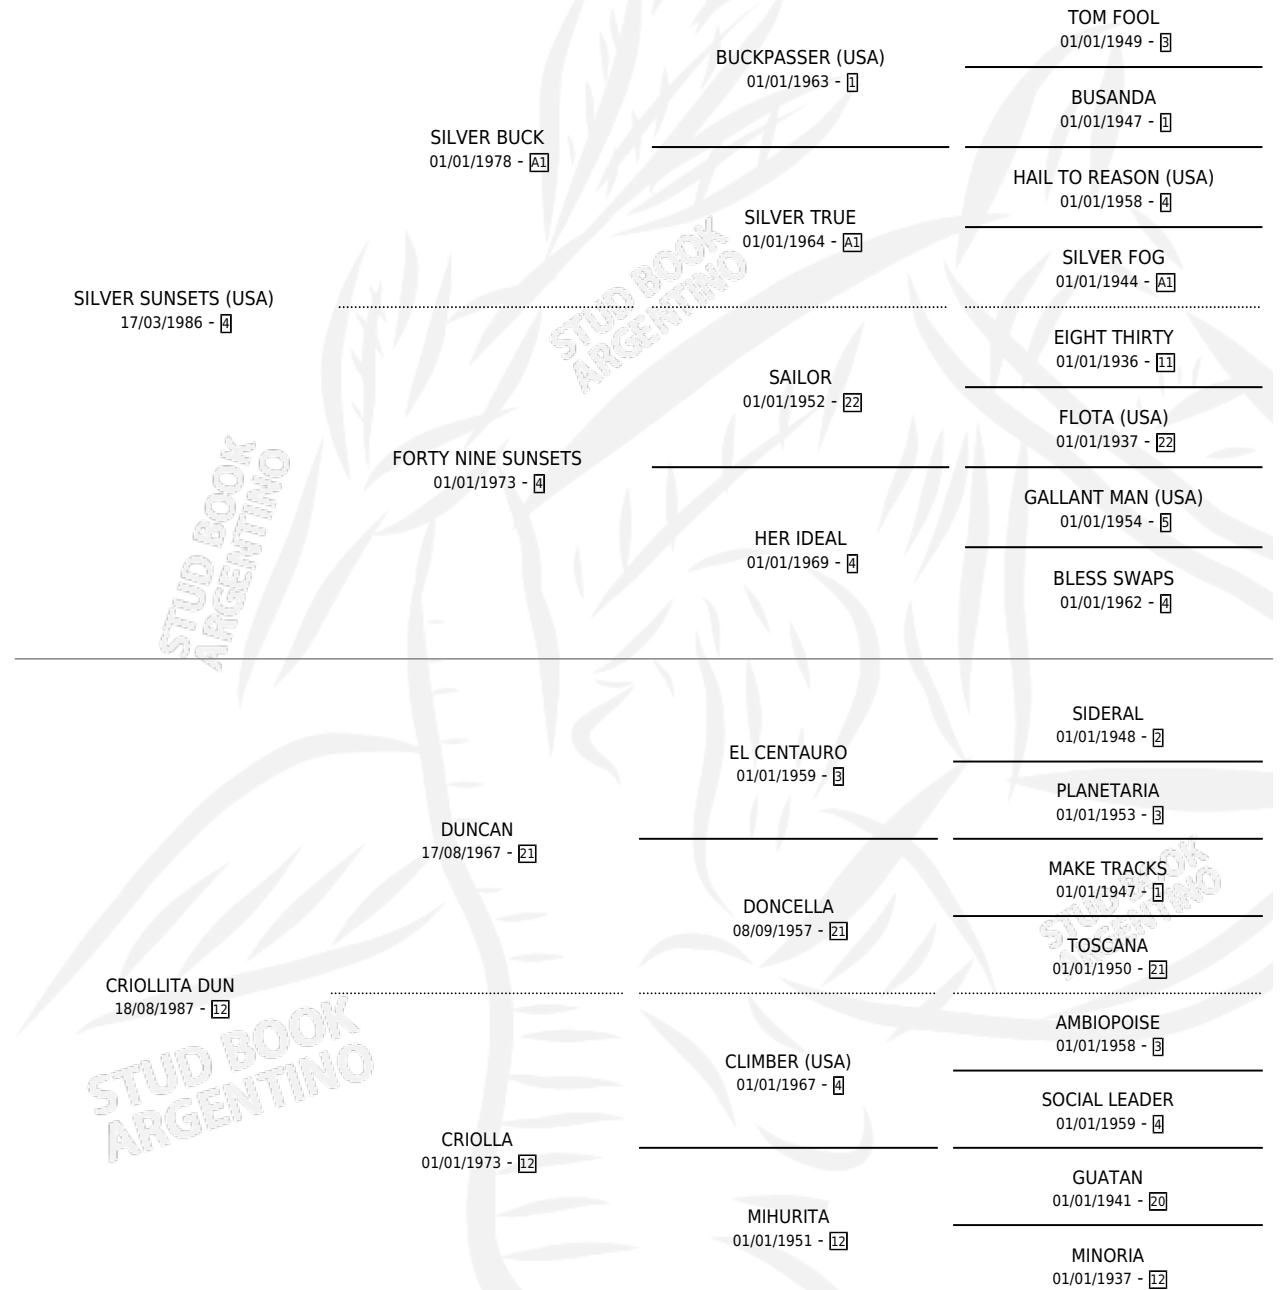 TOM FOOL
01/01/1949 - 3
BUCKPASSER (USA)
01/01/1963 - 1
BUSANDA
01/01/1947 - 1
SILVER BUCK
01/01/1978 - A1
HAIL TO REASON (USA)
01/01/1958 - 4
SILVER TRUE
01/01/1964 - A1
SILVER FOG
01/01/1944 - A1
SILVER SUNSETS (USA)
17/03/1986 - 4
EIGHT THIRTY
01/01/1936 - 11
SAILOR
01/01/1952 - 22
FLOTA (USA)
01/01/1937 - 22
FORTY NINE SUNSETS
01/01/1973 - 4
GALLANT MAN (USA)
01/01/1954 - 5
HER IDEAL
01/01/1969 - 4
BLESS SWAPS
01/01/1962 - 4
STUD BOOK
ARGENTINO
STUD BOOK
ARGENTINO
SIDERAL
01/01/1948 - 2
EL CENTAURO
01/01/1959 - 3
PLANETARIA
01/01/1953 - 3
DUNCAN
17/08/1967 - 21
MAKE TRACKS
01/01/1947 - 1
DONCELLA
08/09/1957 - 21
TOSCANA
01/01/1950 - 21
CRIOLLITA DUN
18/08/1987 - 12
AMBIOPOISE
01/01/1958 - 3
CLIMBER (USA)
01/01/1967 - 4
SOCIAL LEADER
01/01/1959 - 4
CRIOLLA
01/01/1973 - 12
GUATAN
01/01/1941 - 20
MIHURITA
01/01/1951 - 12
MINORIA
01/01/1937 - 12
STUD BOOK
ARGENTINO
STUD BOOK
ARGENTINO